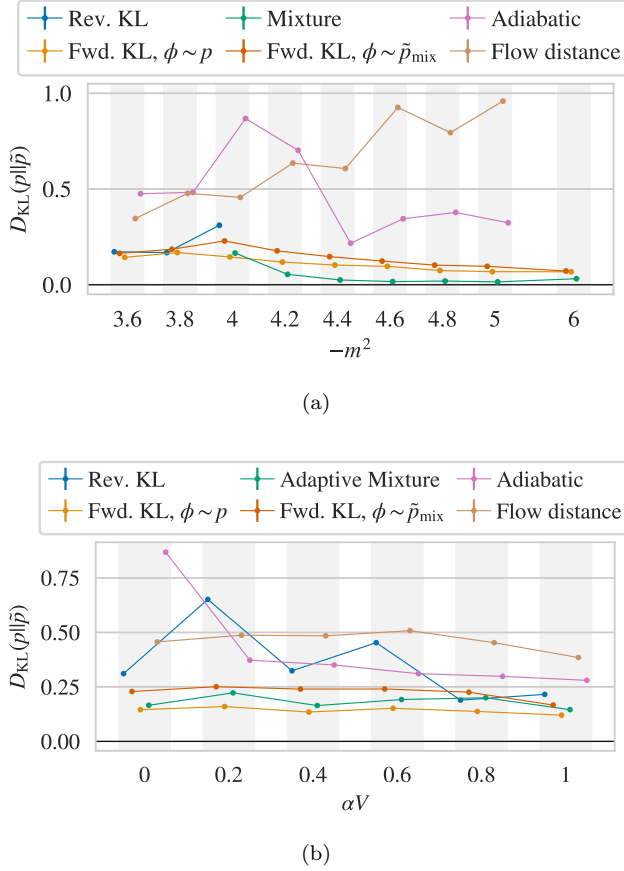 Rev. KL Mixture Adiabatic
Fwd. KL, ϕ∼p Fwd. KL, ϕ∼p̃mix Flow distance
1.0
0.5
0.0
D_KL(p||p̃)
3.6 3.8 4 4.2 4.4 4.6 4.8 5 6
−m²
(a)
Rev. KL Adaptive Mixture Adiabatic
Fwd. KL, ϕ∼p Fwd. KL, ϕ∼p̃mix Flow distance
0.75
0.50
0.25
0.00
D_KL(p||p̃)
0 0.2 0.4 0.6 0.8 1
αV
(b)